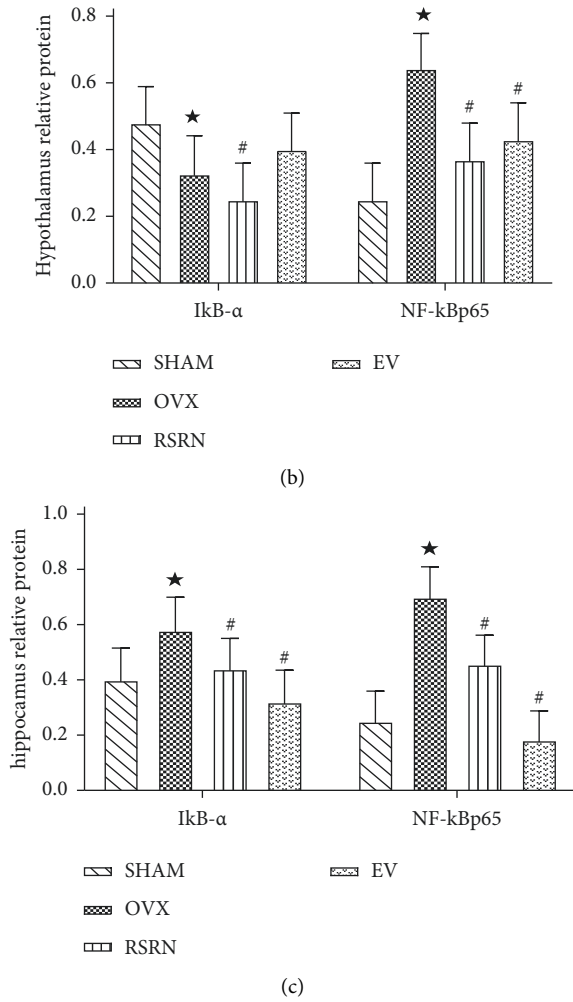 Hypothalamus relative protein
0.8
0.6
0.4
0.2
0.0
★
#
★
#
#
IkB-α
NF-kBp65
SHAM
EV
OVX
RSRN
(b)
hippocamus relative protein
1.0
0.8
0.6
0.4
0.2
0.0
★
#
#
★
#
#
IkB-α
NF-kBp65
SHAM
EV
OVX
RSRN
(c)